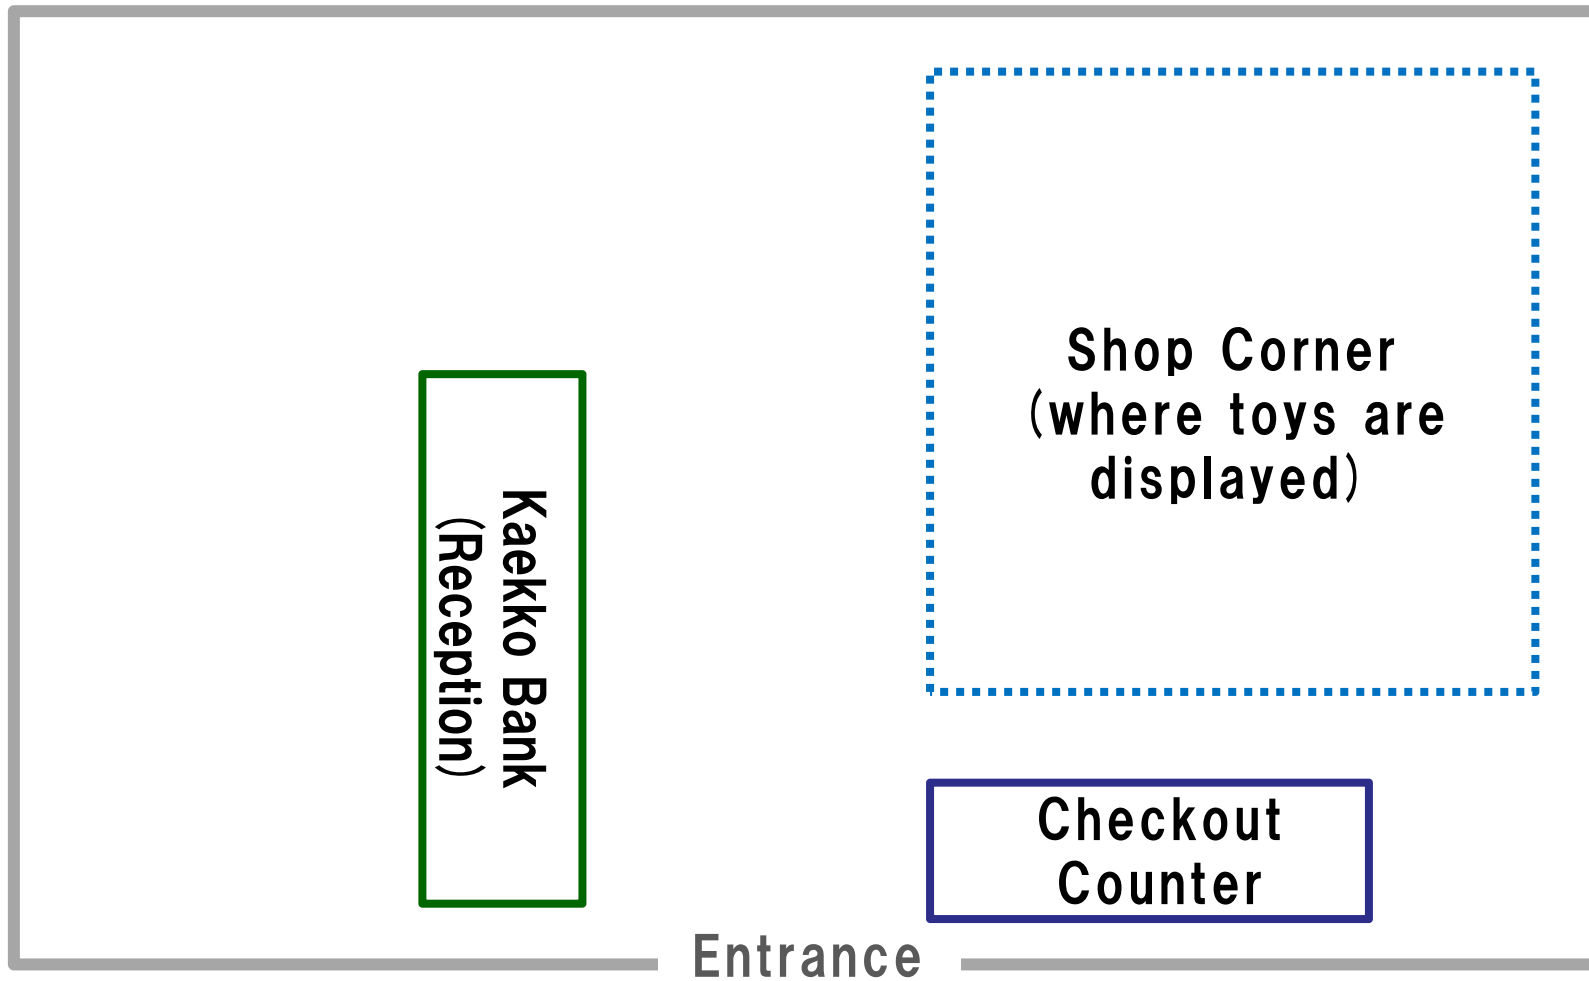 Shop Corner
(where toys are
displayed)
Kaekko Bank
(Reception)
Checkout
Counter
Entrance